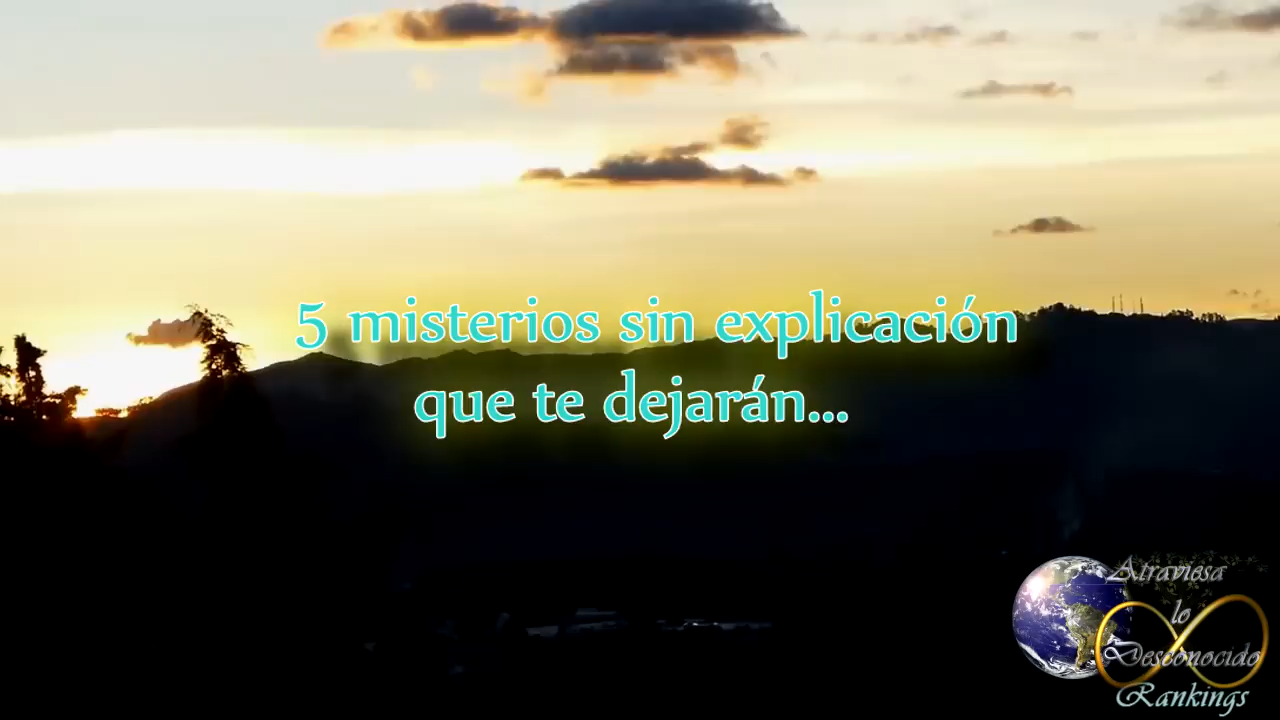 5 misterios sin explicación
que te dejarán...
Atraviesa
lo
Desconocido
Rankings